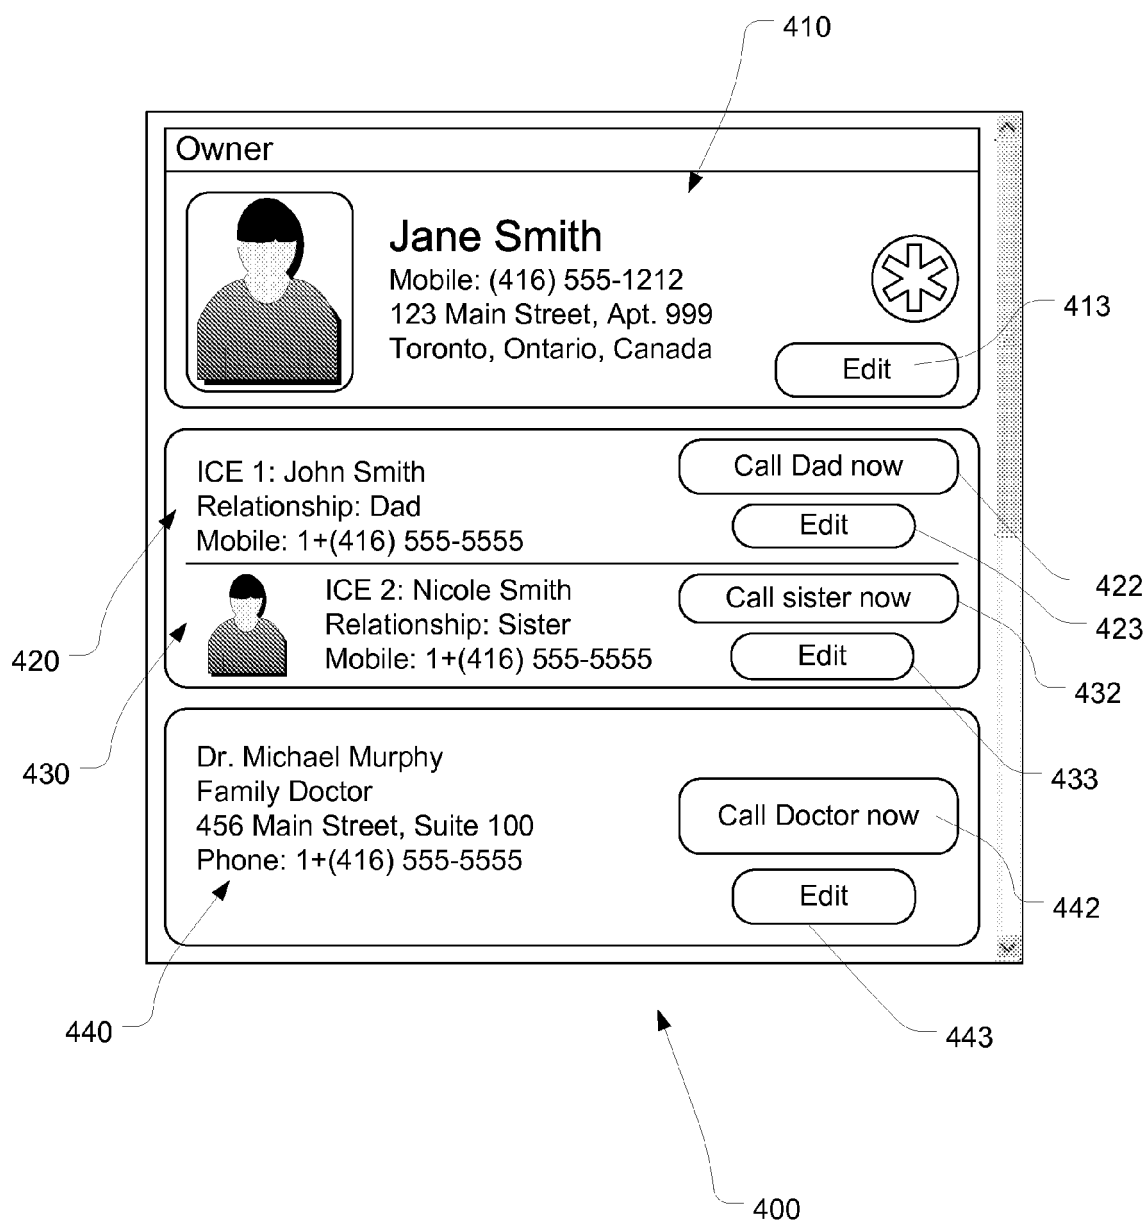 410
Owner
Jane Smith
Mobile: (416) 555-1212
123 Main Street, Apt. 999
Toronto, Ontario, Canada
413
Edit
ICE 1: John Smith
Relationship: Dad
Mobile: 1+(416) 555-5555
Call Dad now
Edit
422
423
420
ICE 2: Nicole Smith
Relationship: Sister
Mobile: 1+(416) 555-5555
Call sister now
Edit
432
430
433
Dr. Michael Murphy
Family Doctor
456 Main Street, Suite 100
Phone: 1+(416) 555-5555
Call Doctor now
Edit
442
440
443
400